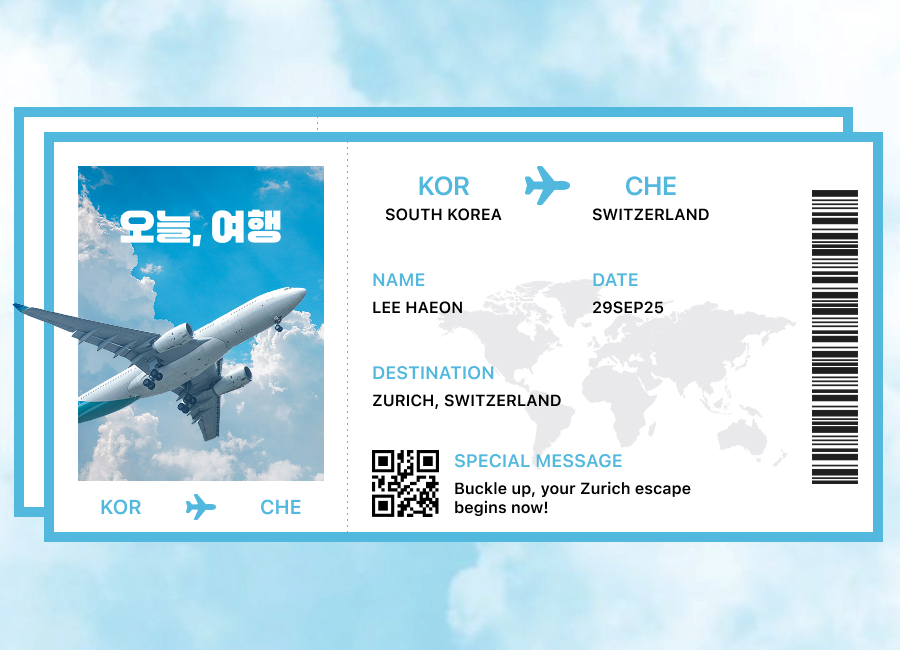 오늘, 여행
KOR
CHE
KOR
SOUTH KOREA
CHE
SWITZERLAND
NAME
LEE HAEON
DATE
29SEP25
DESTINATION
ZURICH, SWITZERLAND
SPECIAL MESSAGE
Buckle up, your Zurich escape
begins now!